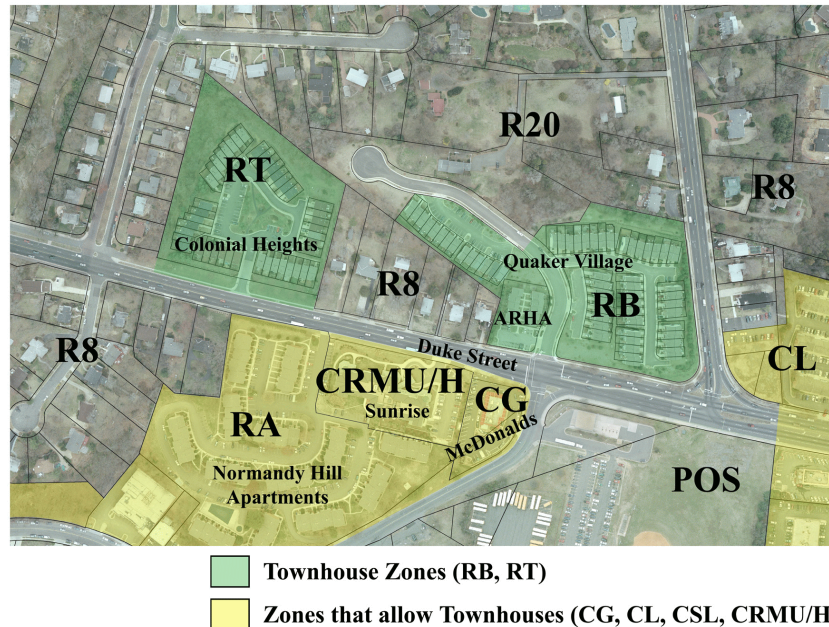 R20
RT
R8
Colonial Heights
Quaker Village
R8
RB
ARHA
R8
Duke Street
CL
CRMU/H
CG
Sunrise
RA
McDonalds
Normandy Hill
Apartments
POS
Townhouse Zones (RB, RT)
Zones that allow Townhouses (CG, CL, CSL, CRMU/H